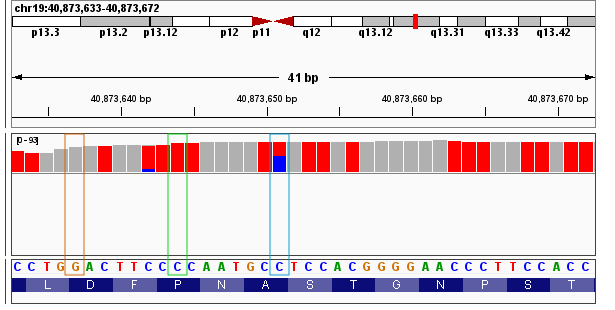 chr19:40,873,633-40,873,672
p13.3 p13.2 p13.12 p12 p11 q12 q13.12 q13.31 q13.33 q13.42
41 bp
40,873,640 bp 40,873,650 bp 40,873,660 bp 40,873,670 bp
[0 - 93]
C C T G G A C T T C C C C A A T G C C T C C A C G G G G A A C C C T T C C A C C
L D F P N A S T G N P S T